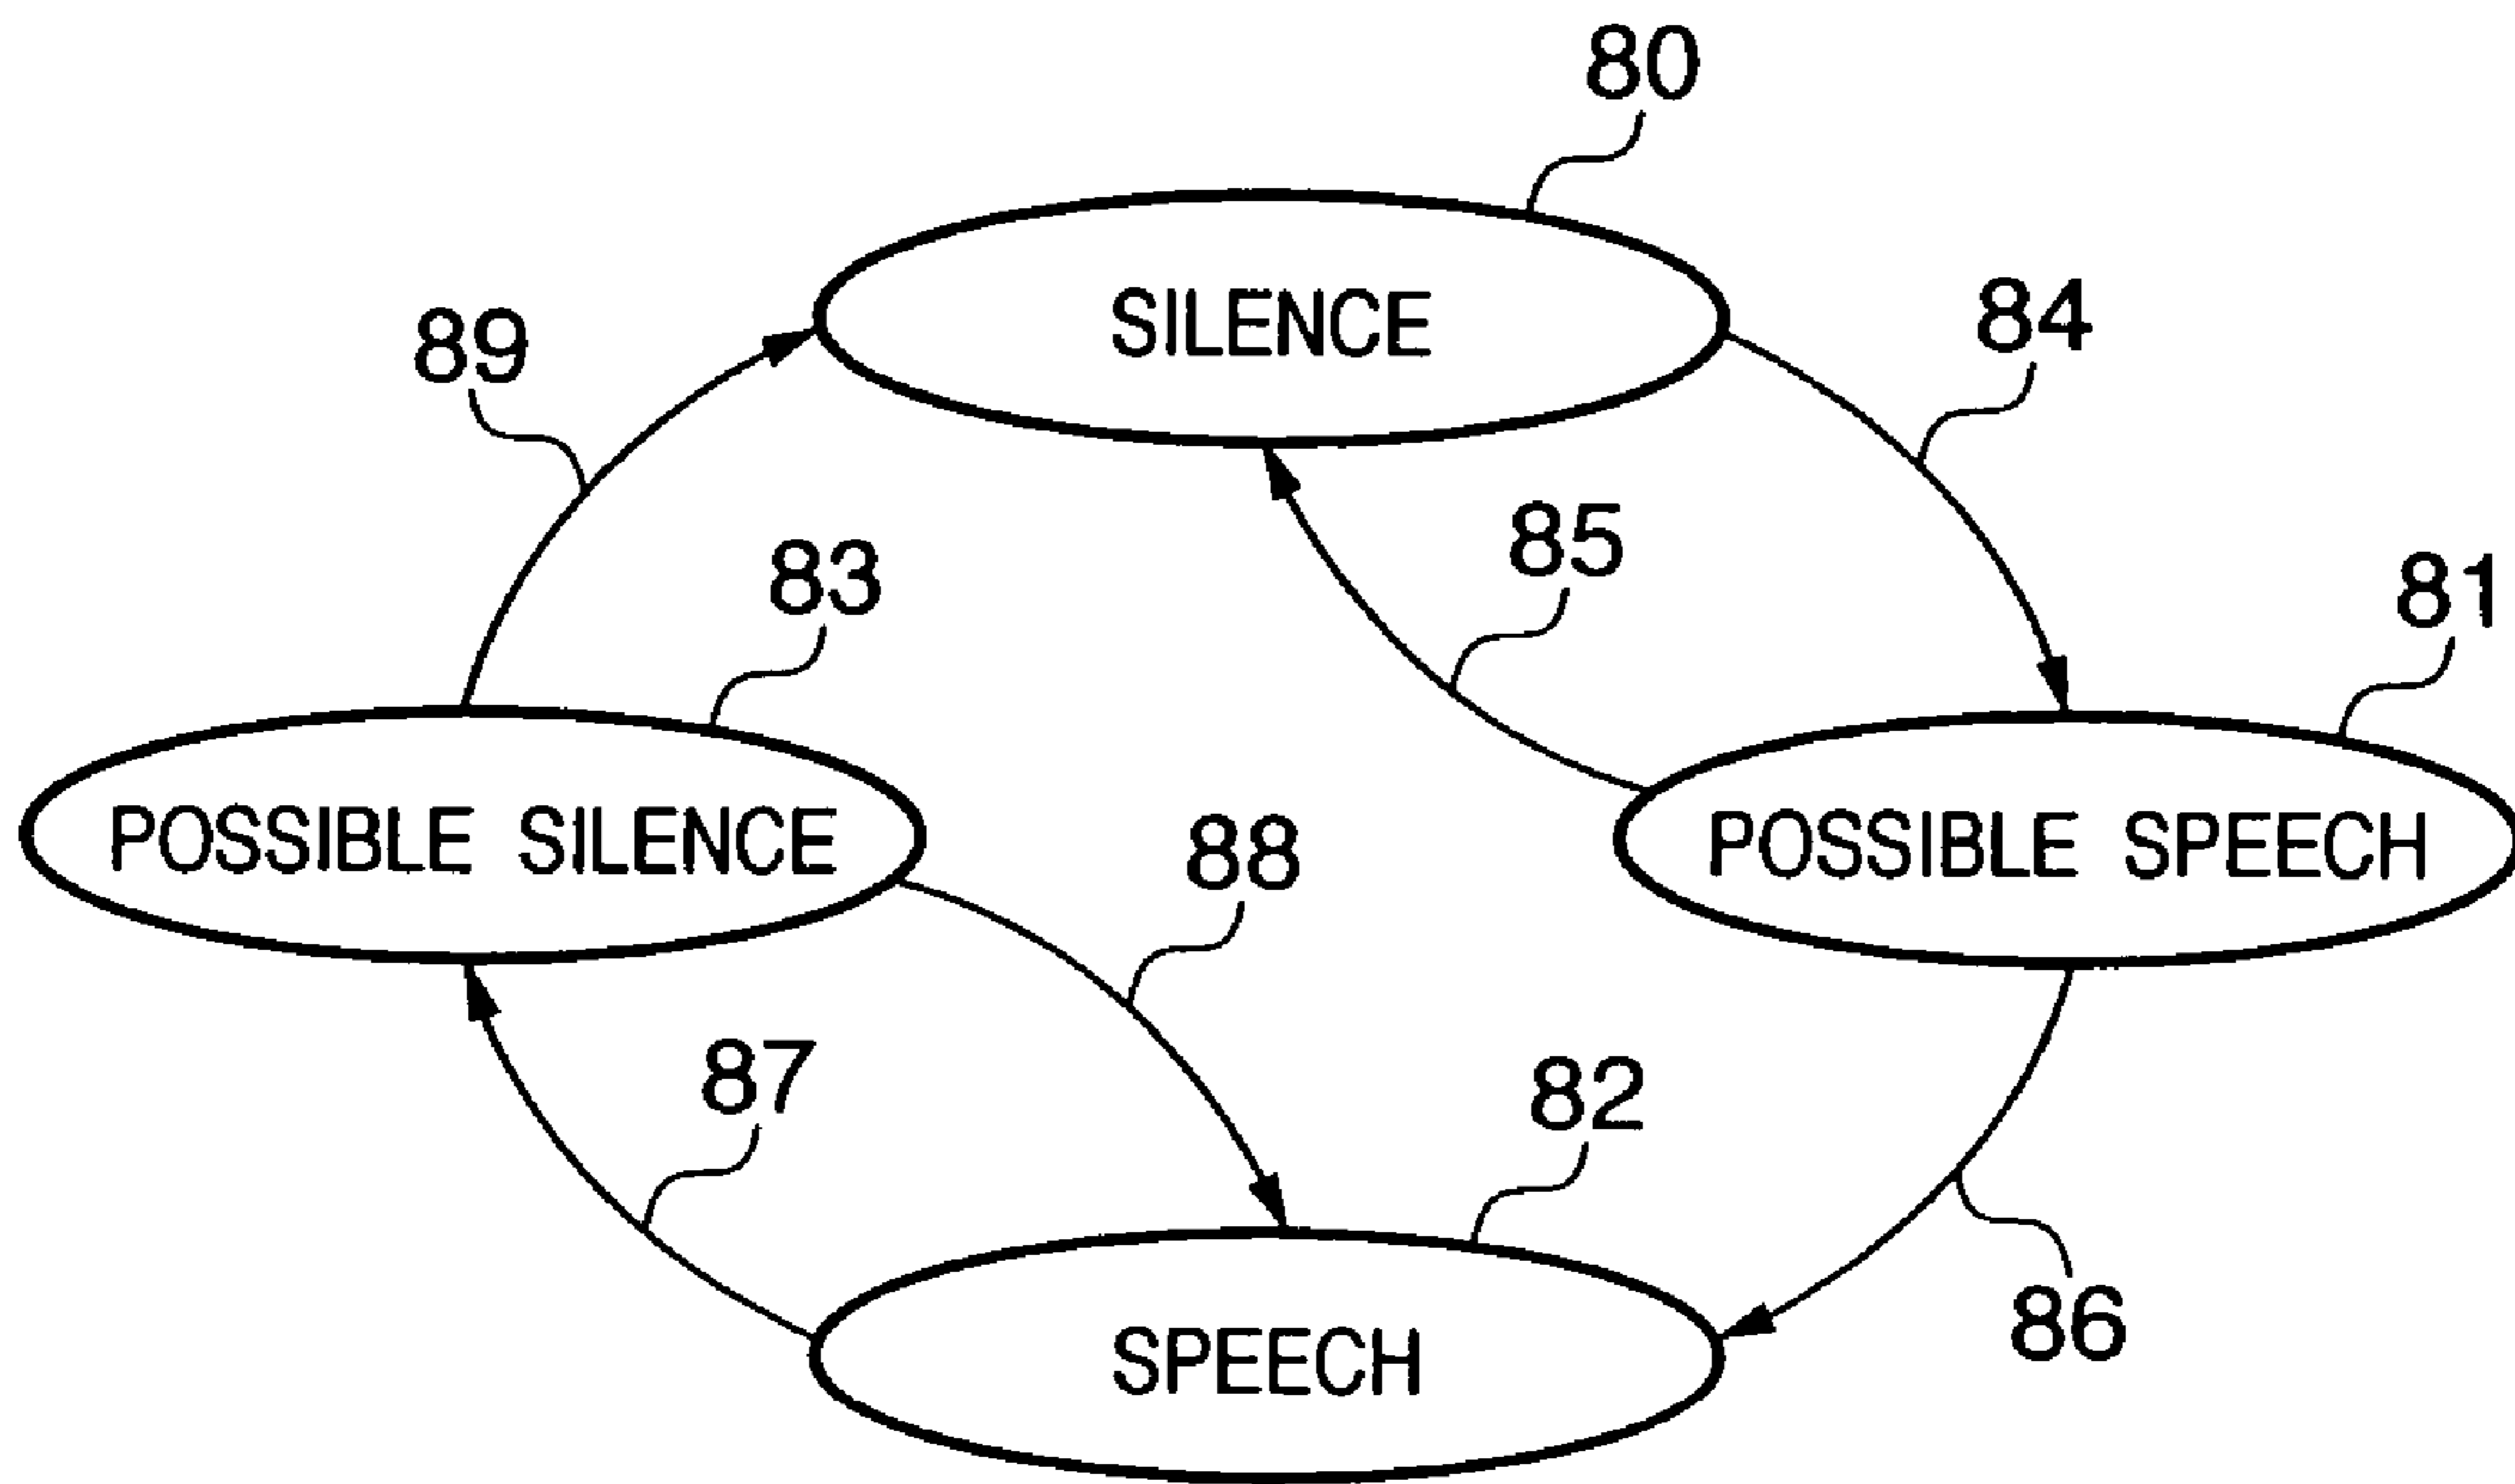 80
SILENCE
84
89
85
81
83
POSSIBLE SILENCE
88
POSSIBLE SPEECH
87
82
86
SPEECH